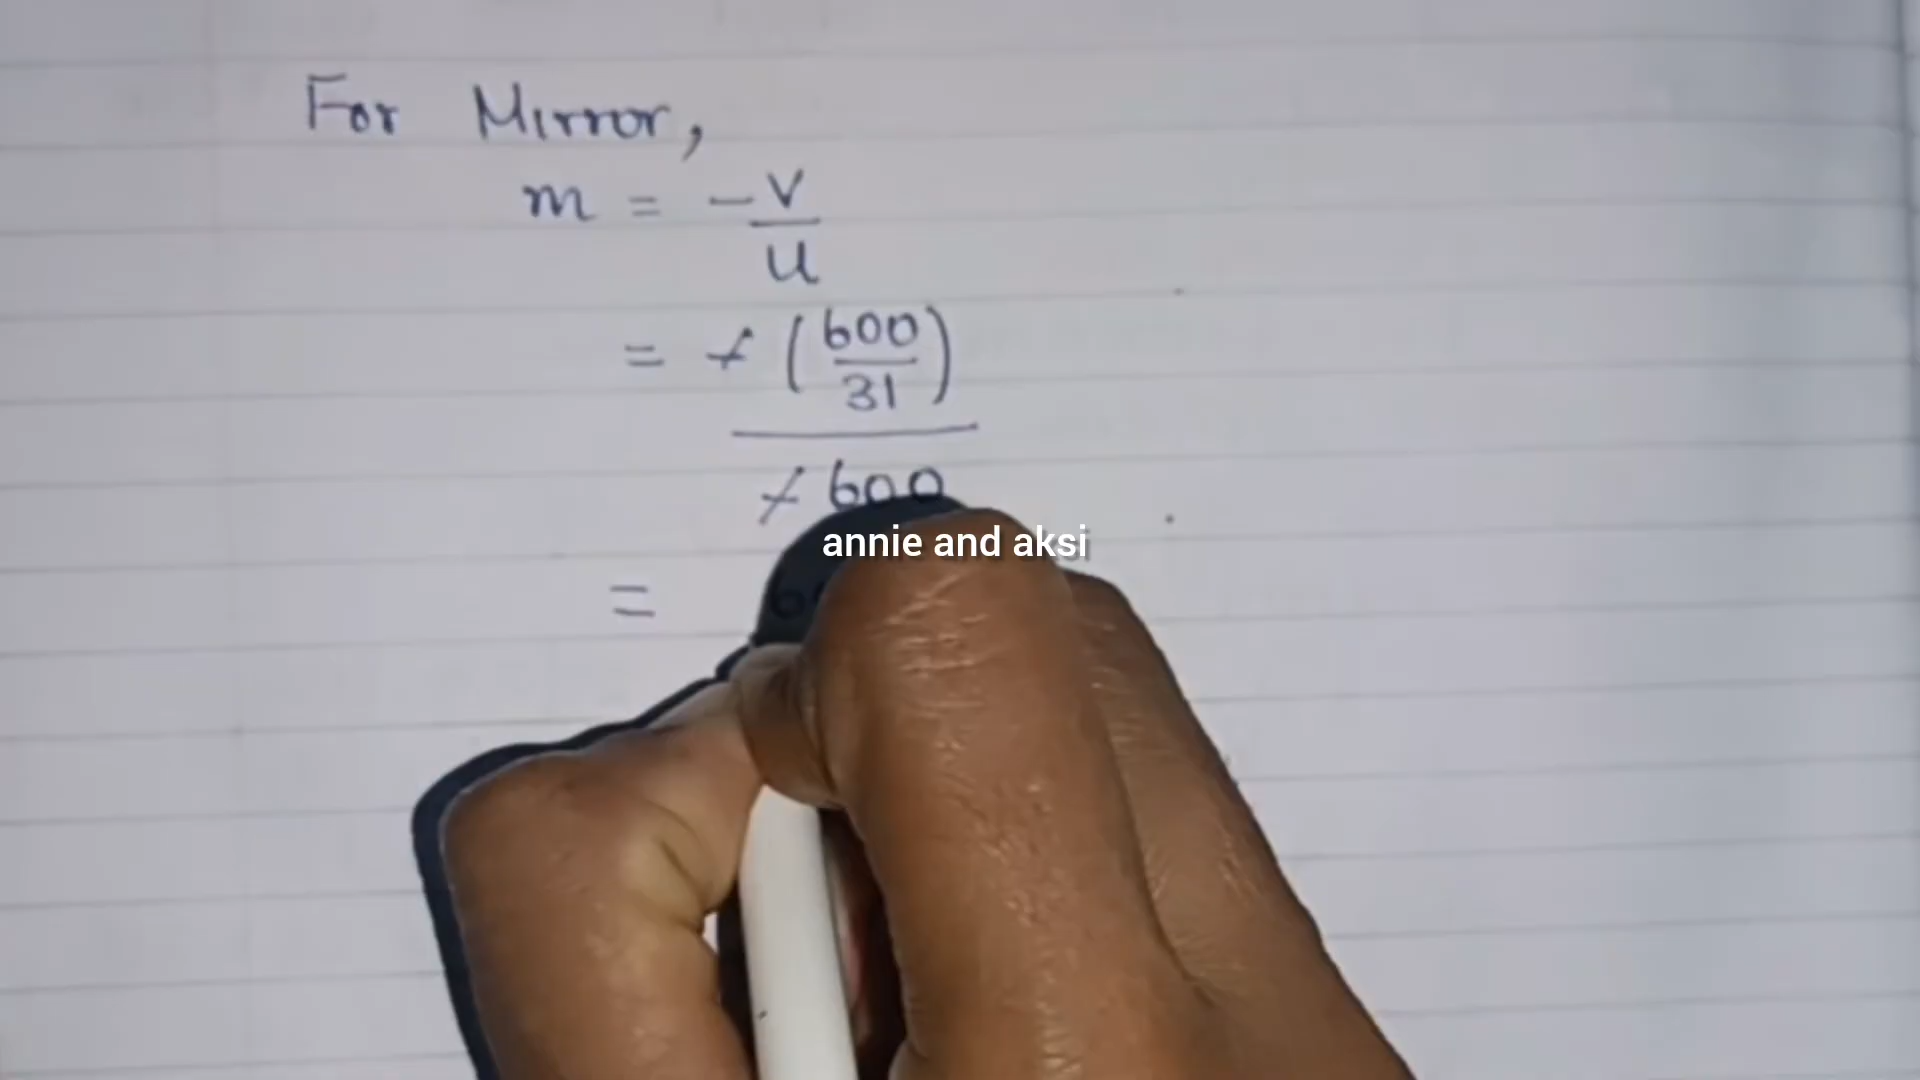 For Mirror,
m = - V
U
= - ( 600
31 )
- 600
annie and aksi
=